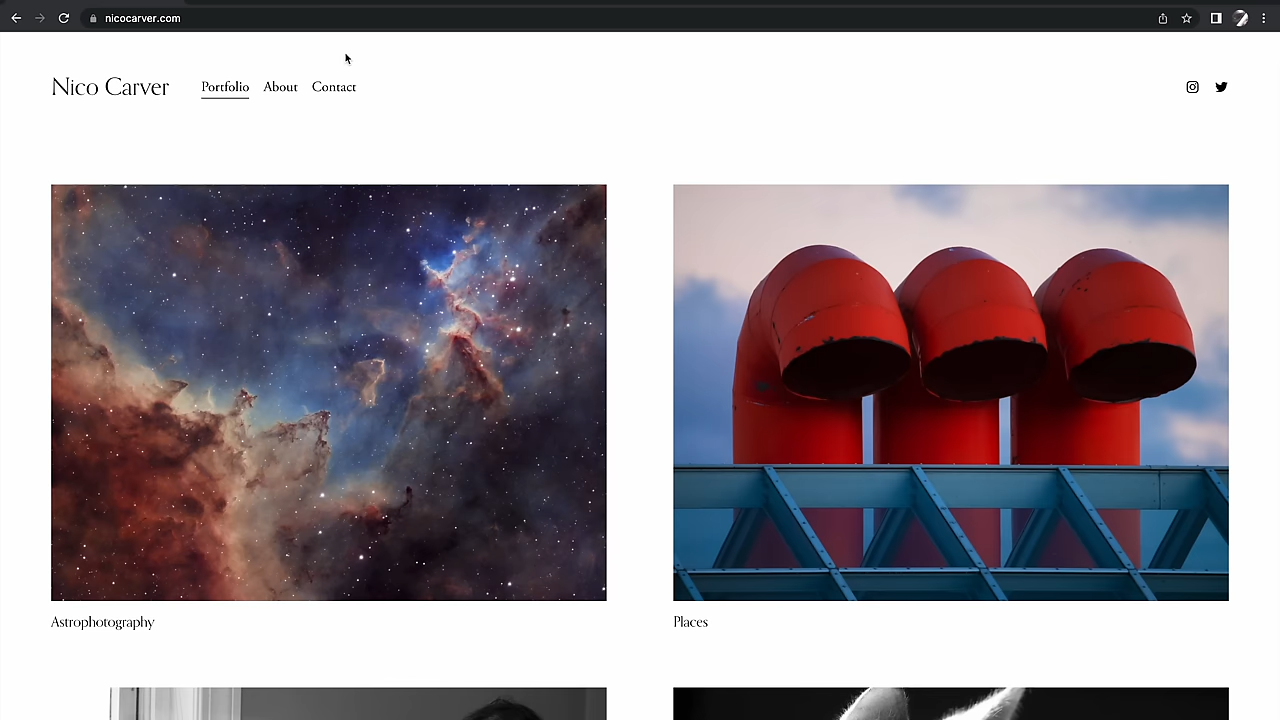 nicocarver.com
Nico Carver
Portfolio About Contact
Astrophotography
Places